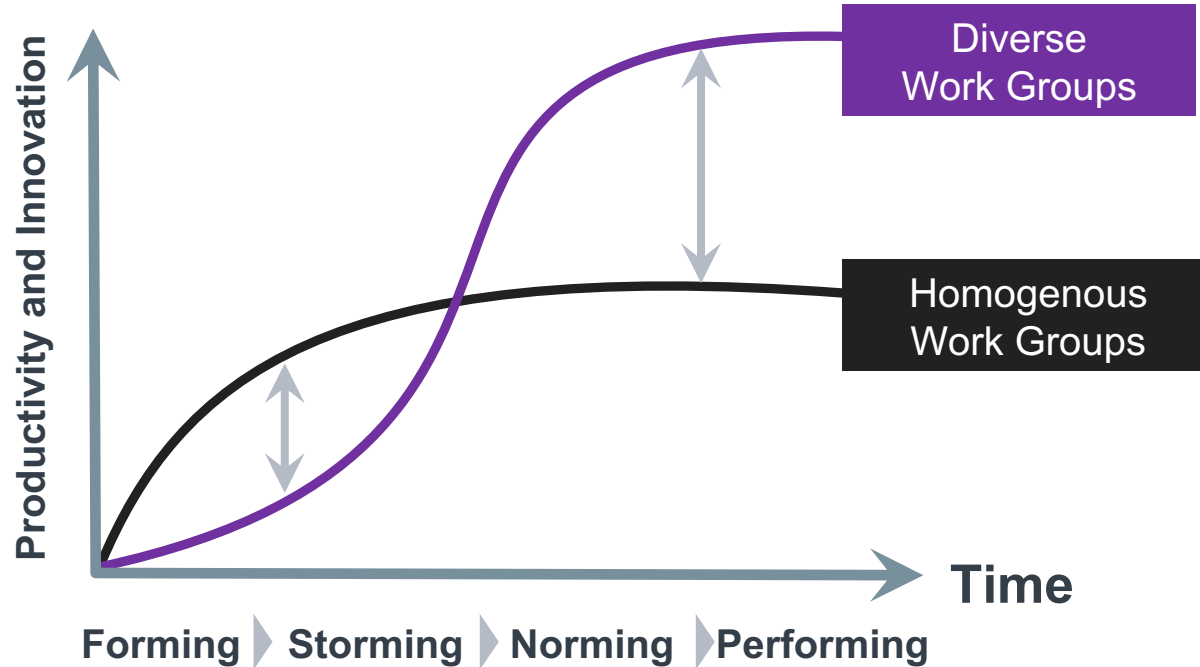 Productivity and Innovation
Diverse
Work Groups
Homogenous
Work Groups
Time
Forming
Storming
Norming
Performing